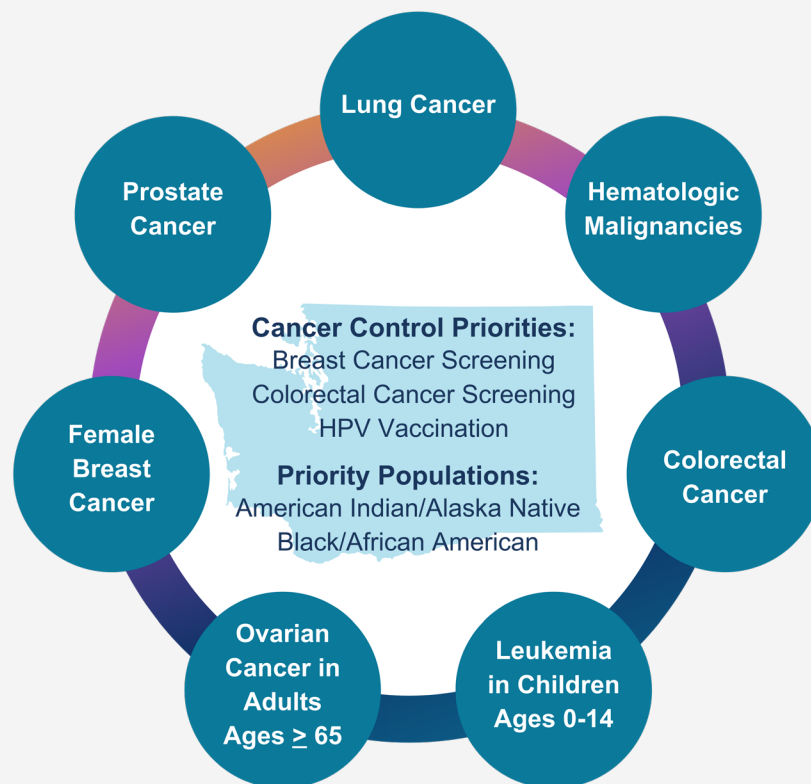 Lung Cancer
Prostate
Cancer
Hematologic
Malignancies
Cancer Control Priorities:
Breast Cancer Screening
Colorectal Cancer Screening
HPV Vaccination
Priority Populations:
American Indian/Alaska Native
Black/African American
Female
Breast
Cancer
Colorectal
Cancer
Ovarian
Cancer in
Adults
Ages ≥ 65
Leukemia
in Children
Ages 0-14